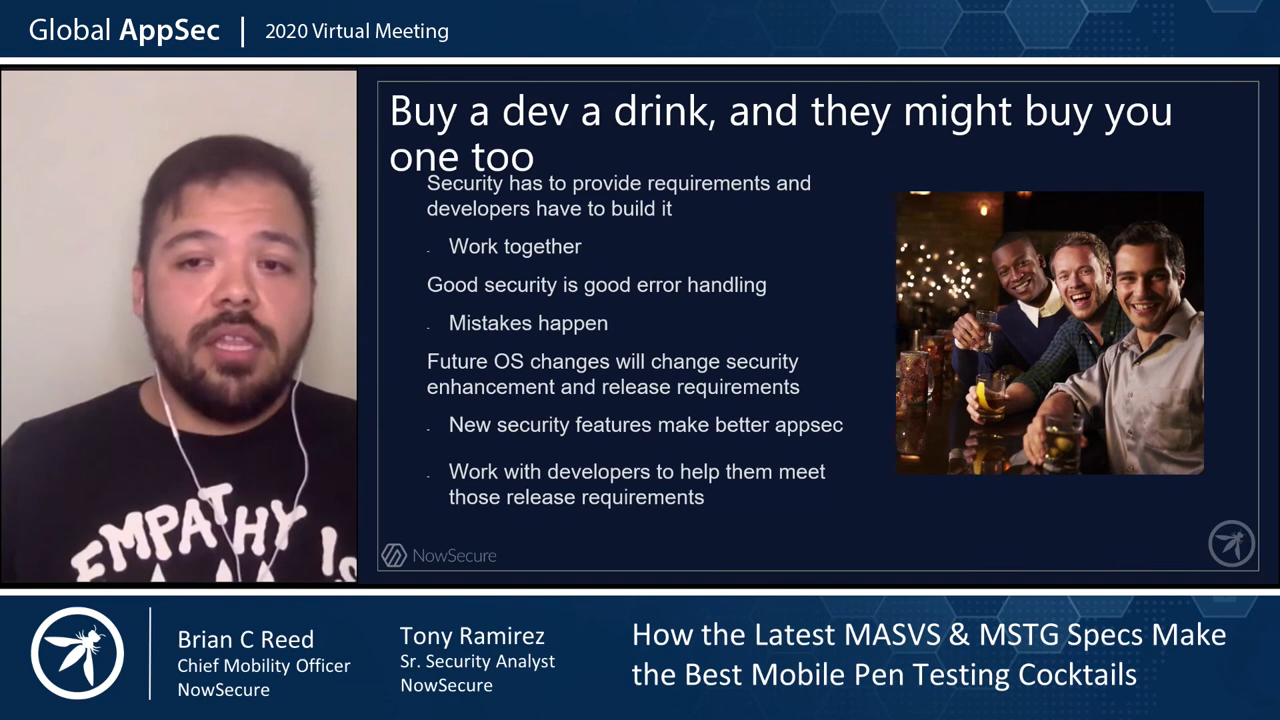 Global AppSec | 2020 Virtual Meeting
Buy a dev a drink, and they might buy you
one too
Security has to provide requirements and
developers have to build it
- Work together
Good security is good error handling
- Mistakes happen
Future OS changes will change security
enhancement and release requirements
- New security features make better appsec
- Work with developers to help them meet
those release requirements
NowSecure
EMPATHY IS
Brian C Reed
Chief Mobility Officer
NowSecure
Tony Ramirez
Sr. Security Analyst
NowSecure
How the Latest MASVS & MSTG Specs Make
the Best Mobile Pen Testing Cocktails